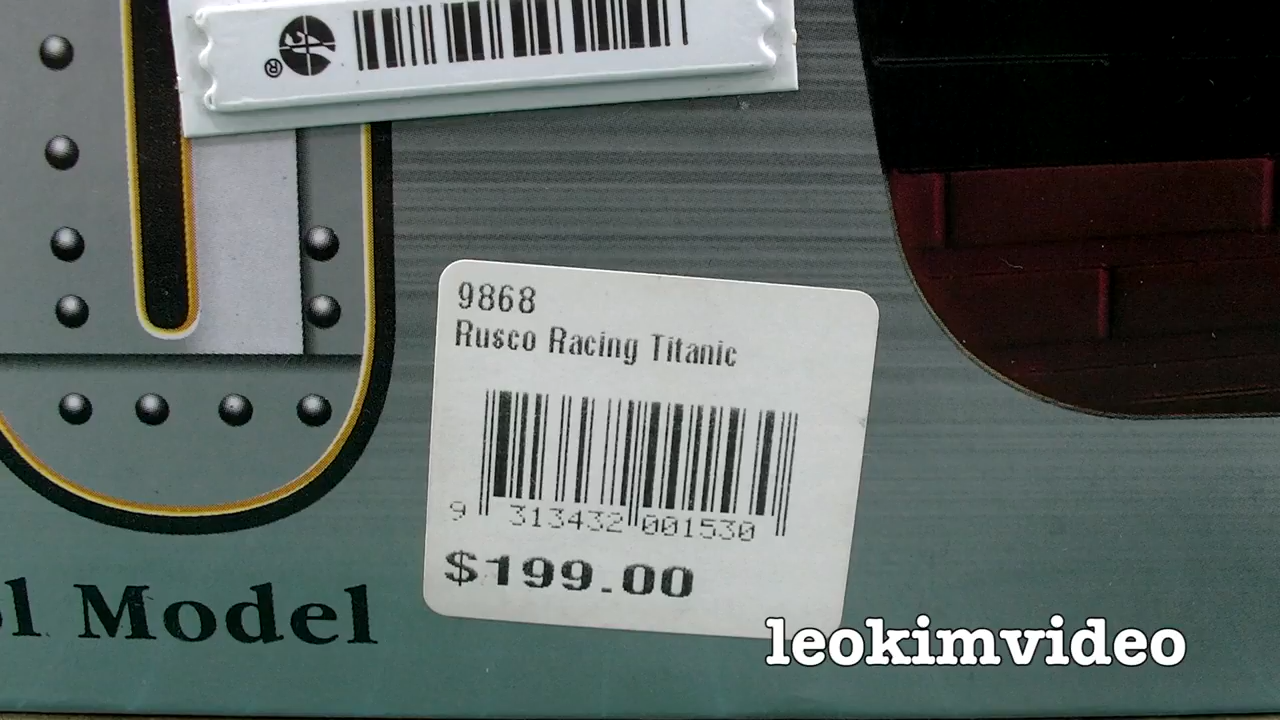 ®
9868
Rusco Racing Titanic
9 313432 001530
$199.00
l Model
leokimvideo